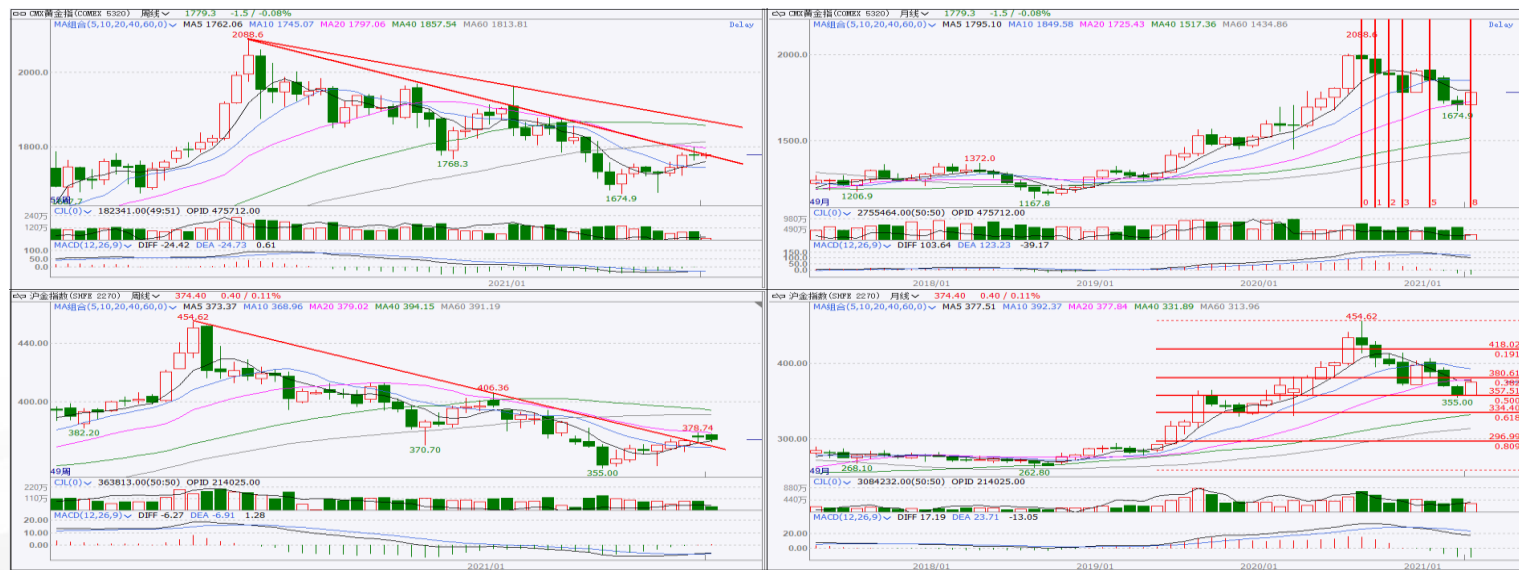 CMX黄金指(COMEX 5320) 周线 1779.3 -1.5 / -0.08%
MA组合(5,10,20,40,60,0) MA5 1762.06 MA10 1745.07 MA20 1797.06 MA40 1857.54 MA60 1813.81
Delay
2088.6
2000.0
1800.0
1768.3
1674.9
CJL(0) 182341.00(49:51) OPID 475712.00
240万
120万
MACD(12,26,9) DIFF -24.42 DEA -24.73 0.61
100.0
50.0
0.0
2021/01
CMX黄金指(COMEX 5320) 月线 1779.3 -1.5 / -0.08%
MA组合(5,10,20,40,60,0) MA5 1795.10 MA10 1849.58 MA20 1725.43 MA40 1517.36 MA60 1434.86
Delay
2088.6
2000.0
1674.9
1500.0
1372.0
1206.9
1167.8
49月
0 1 2 3 5 8
CJL(0) 2755464.00(50:50) OPID 475712.00
980万
490万
MACD(12,26,9) DIFF 103.64 DEA 123.23 -39.17
150.0
100.0
50.0
0.0
2018/01 2019/01 2020/01 2021/01
沪金指数(SHFE 2270) 周线 374.40 0.40 / 0.11%
MA组合(5,10,20,40,60,0) MA5 373.37 MA10 368.96 MA20 379.02 MA40 394.15 MA60 391.19
454.62
440.00
406.36
400.00
382.20
378.74
370.70
355.00
49周
CJL(0) 363813.00(50:50) OPID 214025.00
220万
110万
MACD(12,26,9) DIFF -6.27 DEA -6.91 1.28
20.00
10.00
0.00
2021/01
沪金指数(SHFE 2270) 月线 374.40 0.40 / 0.11%
MA组合(5,10,20,40,60,0) MA5 377.51 MA10 392.37 MA20 377.84 MA40 331.89 MA60 313.96
454.62
418.02
0.191
400.00
380.61
0.382
357.51
0.500
355.00
334.40
0.618
300.00
296.99
0.809
268.10
262.80
49月
CJL(0) 3084232.00(50:50) OPID 214025.00
880万
440万
MACD(12,26,9) DIFF 17.19 DEA 23.71 -13.05
20.00
0.00
2018/01 2019/01 2020/01 2021/01